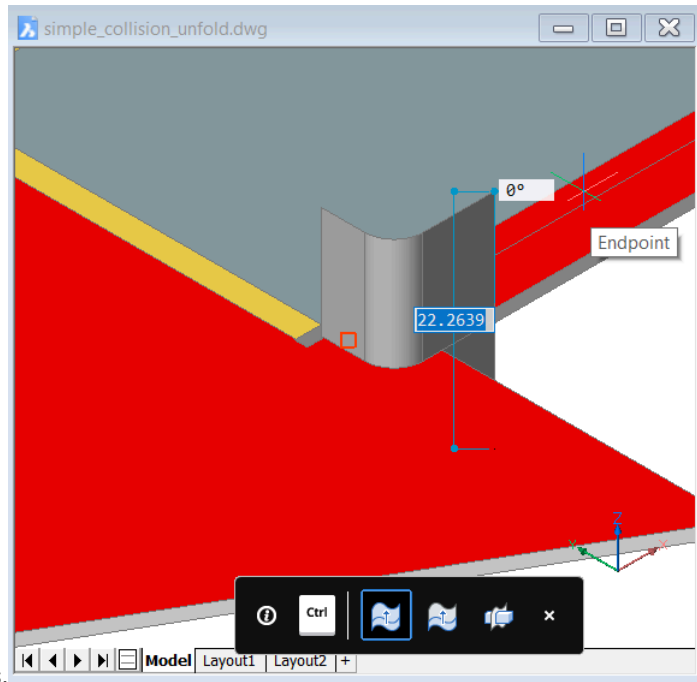 simple_collision_unfold.dwg
0°
Endpoint
22.2639
Z
X
Ctrl
Model Layout1 Layout2 +